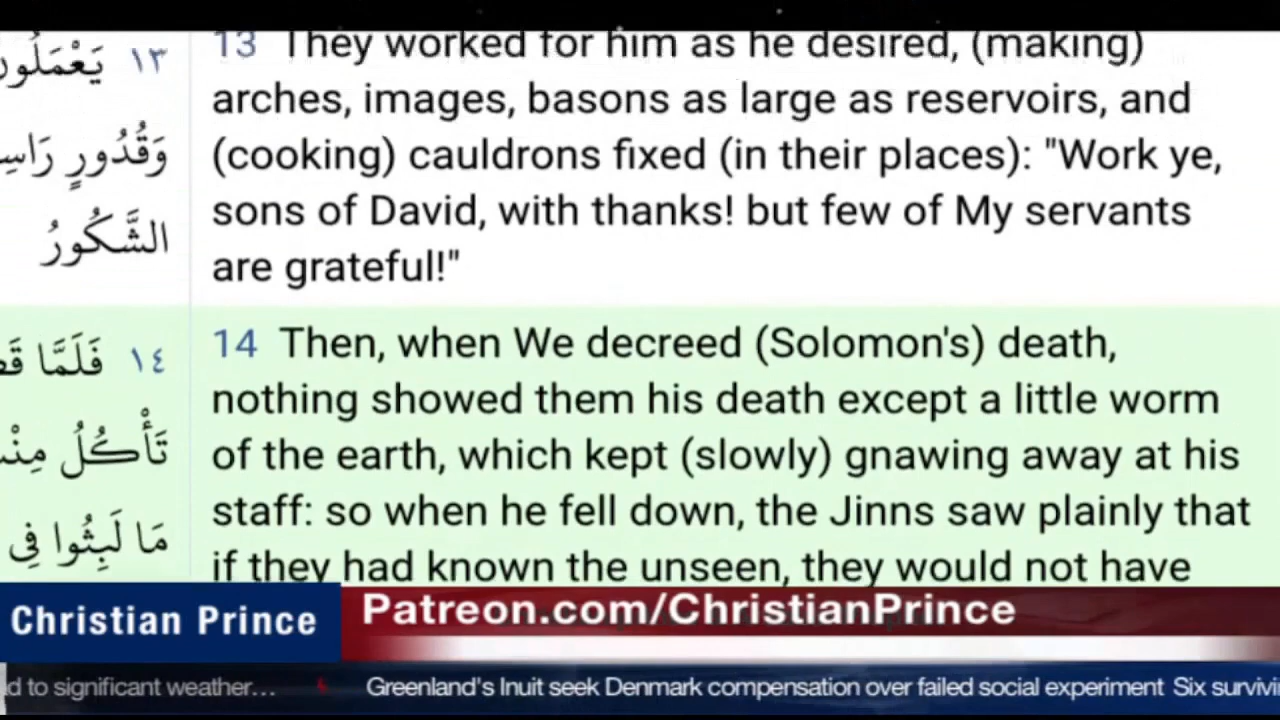 13 They worked for him as he desired, (making)
arches, images, basons as large as reservoirs, and
(cooking) cauldrons fixed (in their places): "Work ye,
sons of David, with thanks! but few of My servants
are grateful!"
١٣ يَعْمَلُون
وَقُدُورٍ رَاسِ
الشَّكُورُ
14 Then, when We decreed (Solomon's) death,
nothing showed them his death except a little worm
of the earth, which kept (slowly) gnawing away at his
staff: so when he fell down, the Jinns saw plainly that
if they had known the unseen, they would not have
١٤ فَلَمَّا قَ
تَأْكُلُ مِنْ
مَا لَبِثُوا فِي
Christian Prince
Patreon.com/ChristianPrince
d to significant weather… Greenland's Inuit seek Denmark compensation over failed social experiment Six survivi